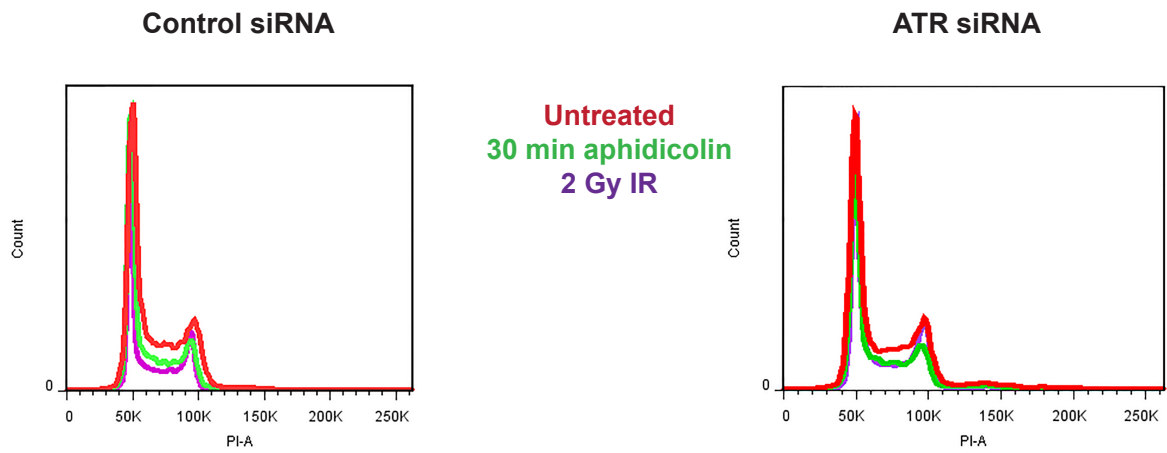 Control siRNA
ATR siRNA
Untreated
30 min aphidicolin
2 Gy IR
Count
0
0 50K 100K 150K 200K 250K
PI-A
Count
0
0 50K 100K 150K 200K 250K
PI-A